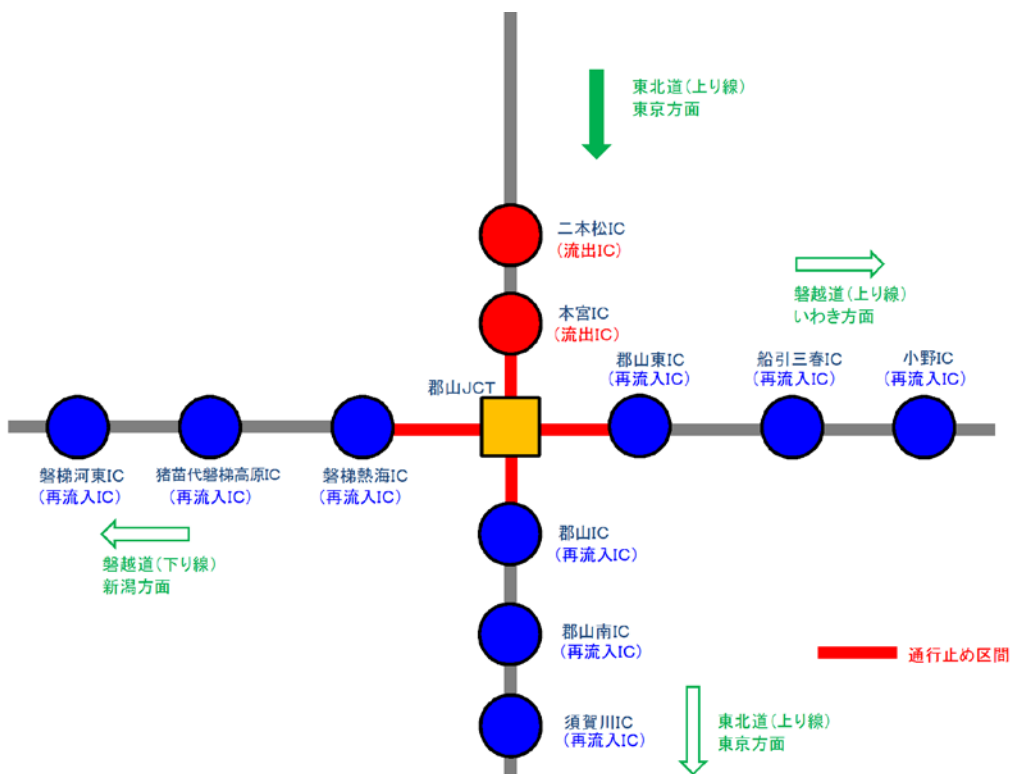 東北道(上り線)
東京方面
二本松IC
(流出IC)
磐越道(上り線)
いわき方面
本宮IC
(流出IC)
郡山東IC
(再流入IC)
船引三春IC
(再流入IC)
小野IC
(再流入IC)
郡山JCT
磐梯河東IC
(再流入IC)
猪苗代磐梯高原IC
(再流入IC)
磐梯熱海IC
(再流入IC)
郡山IC
(再流入IC)
磐越道(下り線)
新潟方面
郡山南IC
(再流入IC)
通行止め区間
須賀川IC
(再流入IC)
東北道(上り線)
東京方面